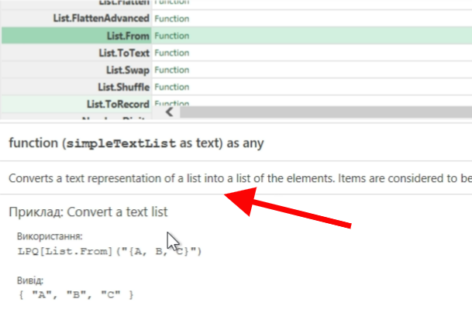 List.Flatten Function
List.FlattenAdvanced Function
List.From Function
List.ToText Function
List.Swap Function
List.Shuffle Function
List.ToRecord Function
function (simpleTextList as text) as any
Converts a text representation of a list into a list of the elements. Items are considered to be
Приклад: Convert a text list
Використання:
LPQ[List.From]("{A, B, C}")
Вивід:
{ "A", "B", "C" }